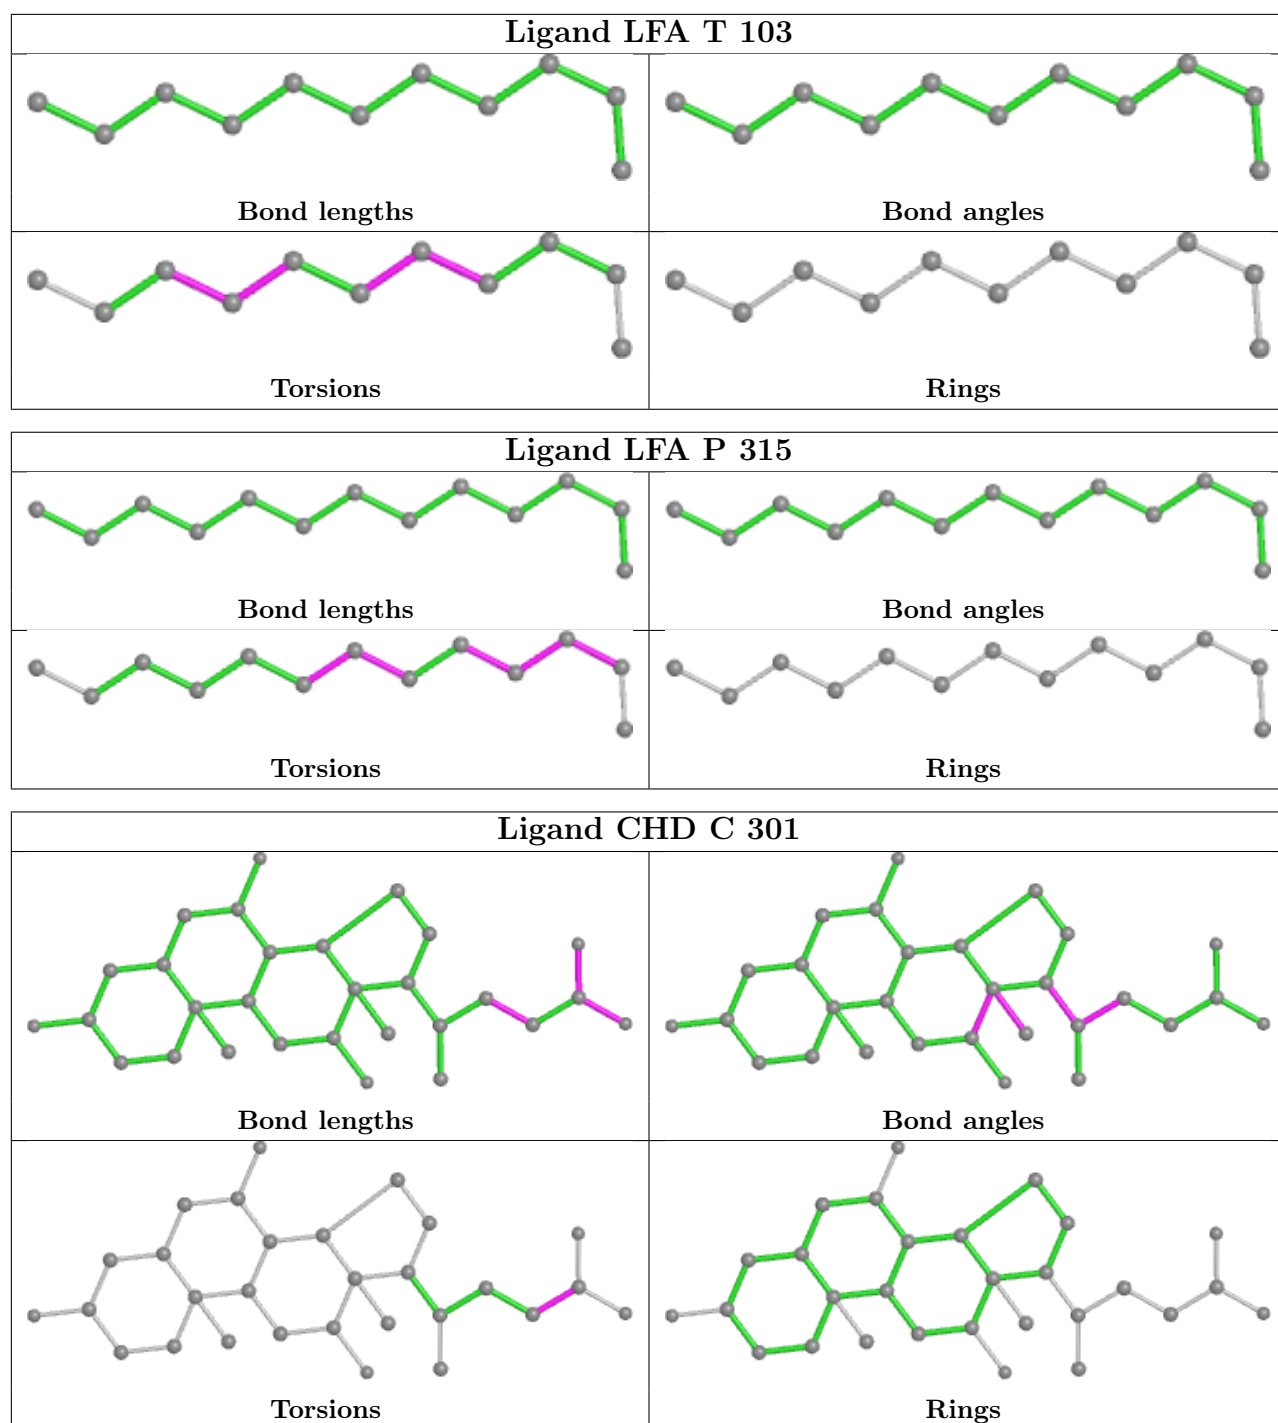 Ligand LFA T 103
Bond lengths
Bond angles
Torsions
Rings
Ligand LFA P 315
Bond lengths
Bond angles
Torsions
Rings
Ligand CHD C 301
Bond lengths
Bond angles
Torsions
Rings